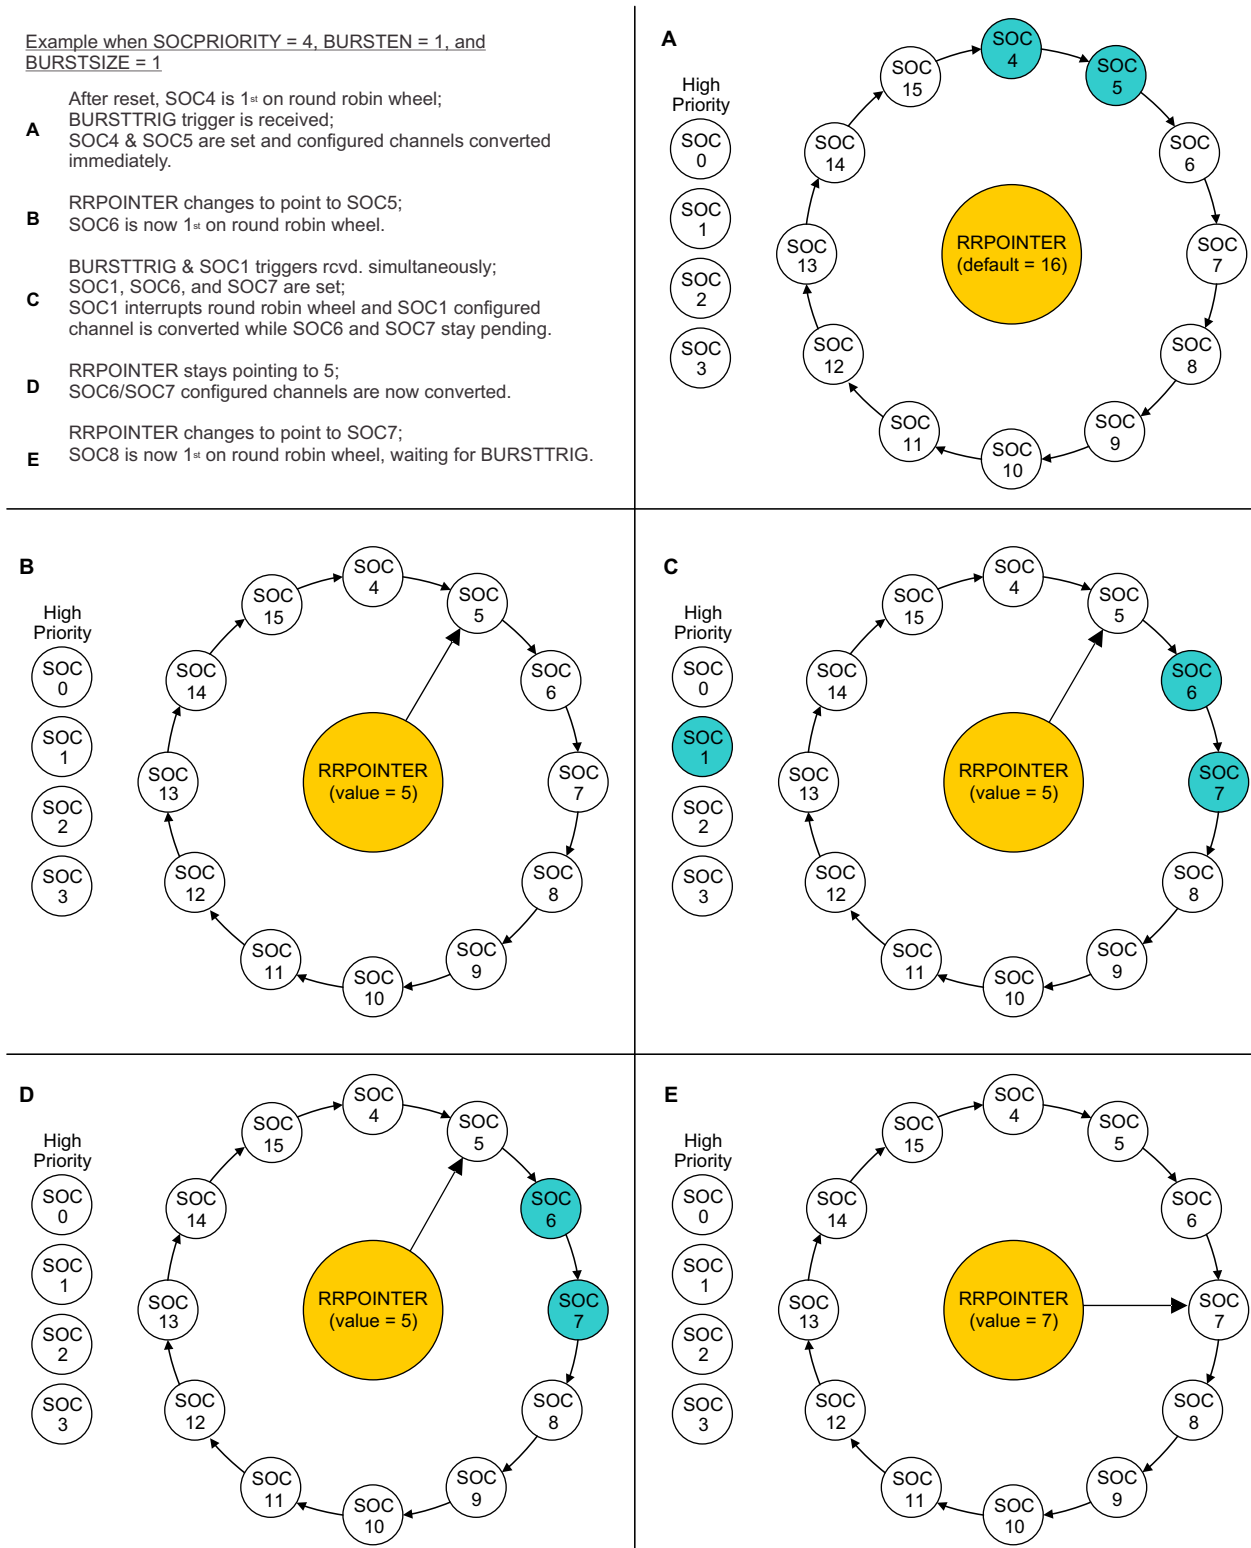 Example when SOCPRIORITY = 4, BURSTEN = 1, and
BURSTSIZE = 1
A
After reset, SOC4 is 1st on round robin wheel;
BURSTTRIG trigger is received;
SOC4 & SOC5 are set and configured channels converted
immediately.
B
RRPOINTER changes to point to SOC5;
SOC6 is now 1st on round robin wheel.
C
BURSTTRIG & SOC1 triggers rcvd. simultaneously;
SOC1, SOC6, and SOC7 are set;
SOC1 interrupts round robin wheel and SOC1 configured
channel is converted while SOC6 and SOC7 stay pending.
D
RRPOINTER stays pointing to 5;
SOC6/SOC7 configured channels are now converted.
E
RRPOINTER changes to point to SOC7;
SOC8 is now 1st on round robin wheel, waiting for BURSTTRIG.
A
High
Priority
SOC
0
SOC
1
SOC
2
SOC
3
SOC
4
SOC
5
SOC
6
SOC
7
SOC
8
SOC
9
SOC
10
SOC
11
SOC
12
SOC
13
SOC
14
SOC
15
RRPOINTER
(default = 16)
B
High
Priority
SOC
0
SOC
1
SOC
2
SOC
3
SOC
4
SOC
5
SOC
6
SOC
7
SOC
8
SOC
9
SOC
10
SOC
11
SOC
12
SOC
13
SOC
14
SOC
15
RRPOINTER
(value = 5)
C
High
Priority
SOC
0
SOC
1
SOC
2
SOC
3
SOC
4
SOC
5
SOC
6
SOC
7
SOC
8
SOC
9
SOC
10
SOC
11
SOC
12
SOC
13
SOC
14
SOC
15
RRPOINTER
(value = 5)
D
High
Priority
SOC
0
SOC
1
SOC
2
SOC
3
SOC
4
SOC
5
SOC
6
SOC
7
SOC
8
SOC
9
SOC
10
SOC
11
SOC
12
SOC
13
SOC
14
SOC
15
RRPOINTER
(value = 5)
E
High
Priority
SOC
0
SOC
1
SOC
2
SOC
3
SOC
4
SOC
5
SOC
6
SOC
7
SOC
8
SOC
9
SOC
10
SOC
11
SOC
12
SOC
13
SOC
14
SOC
15
RRPOINTER
(value = 7)